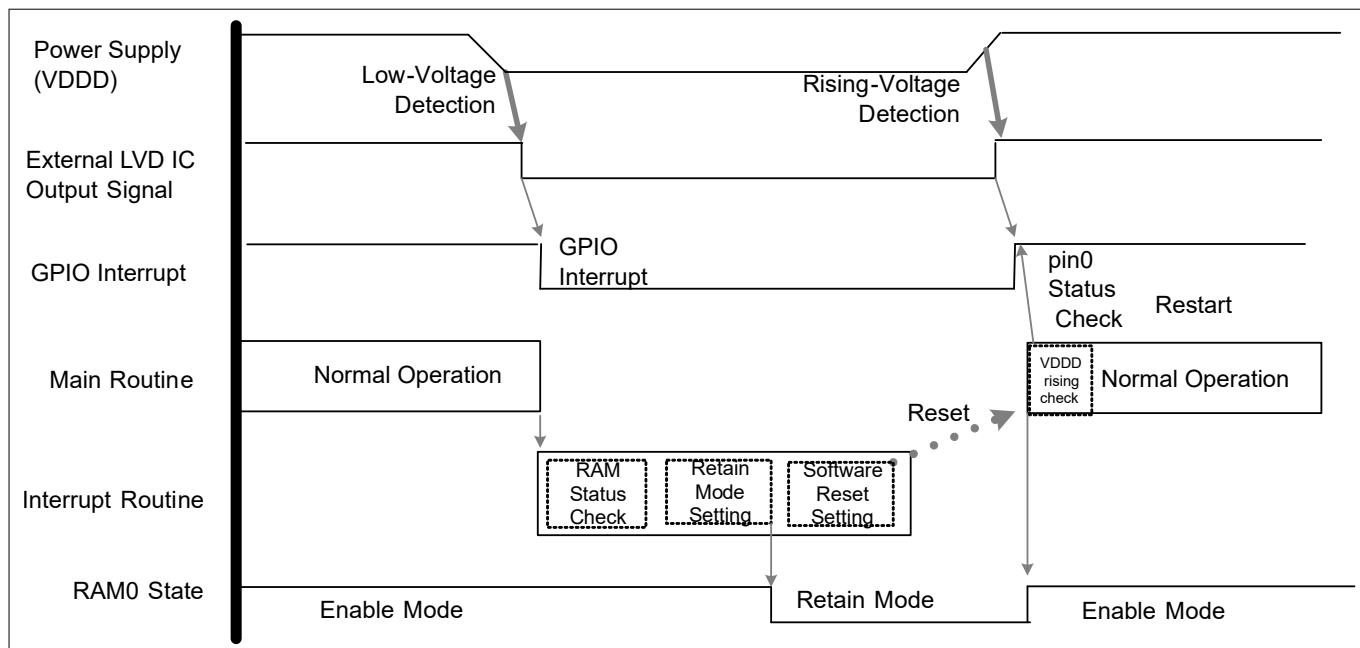 Power Supply
(VDDD)
Low-Voltage
Detection
Rising-Voltage
Detection
External LVD IC
Output Signal
GPIO Interrupt
GPIO
Interrupt
pin0
Status
Check
Restart
Main Routine
Normal Operation
VDDD
rising
check
Normal Operation
Reset
Interrupt Routine
RAM
Status
Check
Retain
Mode
Setting
Software
Reset
Setting
RAM0 State
Enable Mode
Retain Mode
Enable Mode